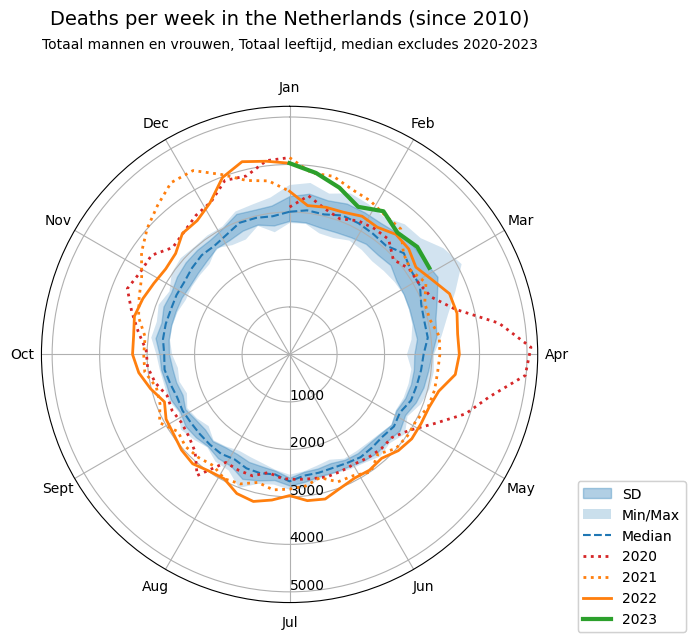 Deaths per week in the Netherlands (since 2010)
Totaal mannen en vrouwen, Totaal leeftijd, median excludes 2020-2023
Jan
Feb
Mar
Apr
May
Jun
Jul
Aug
Sept
Oct
Nov
Dec
1000
2000
3000
4000
5000
SD
Min/Max
Median
2020
2021
2022
2023